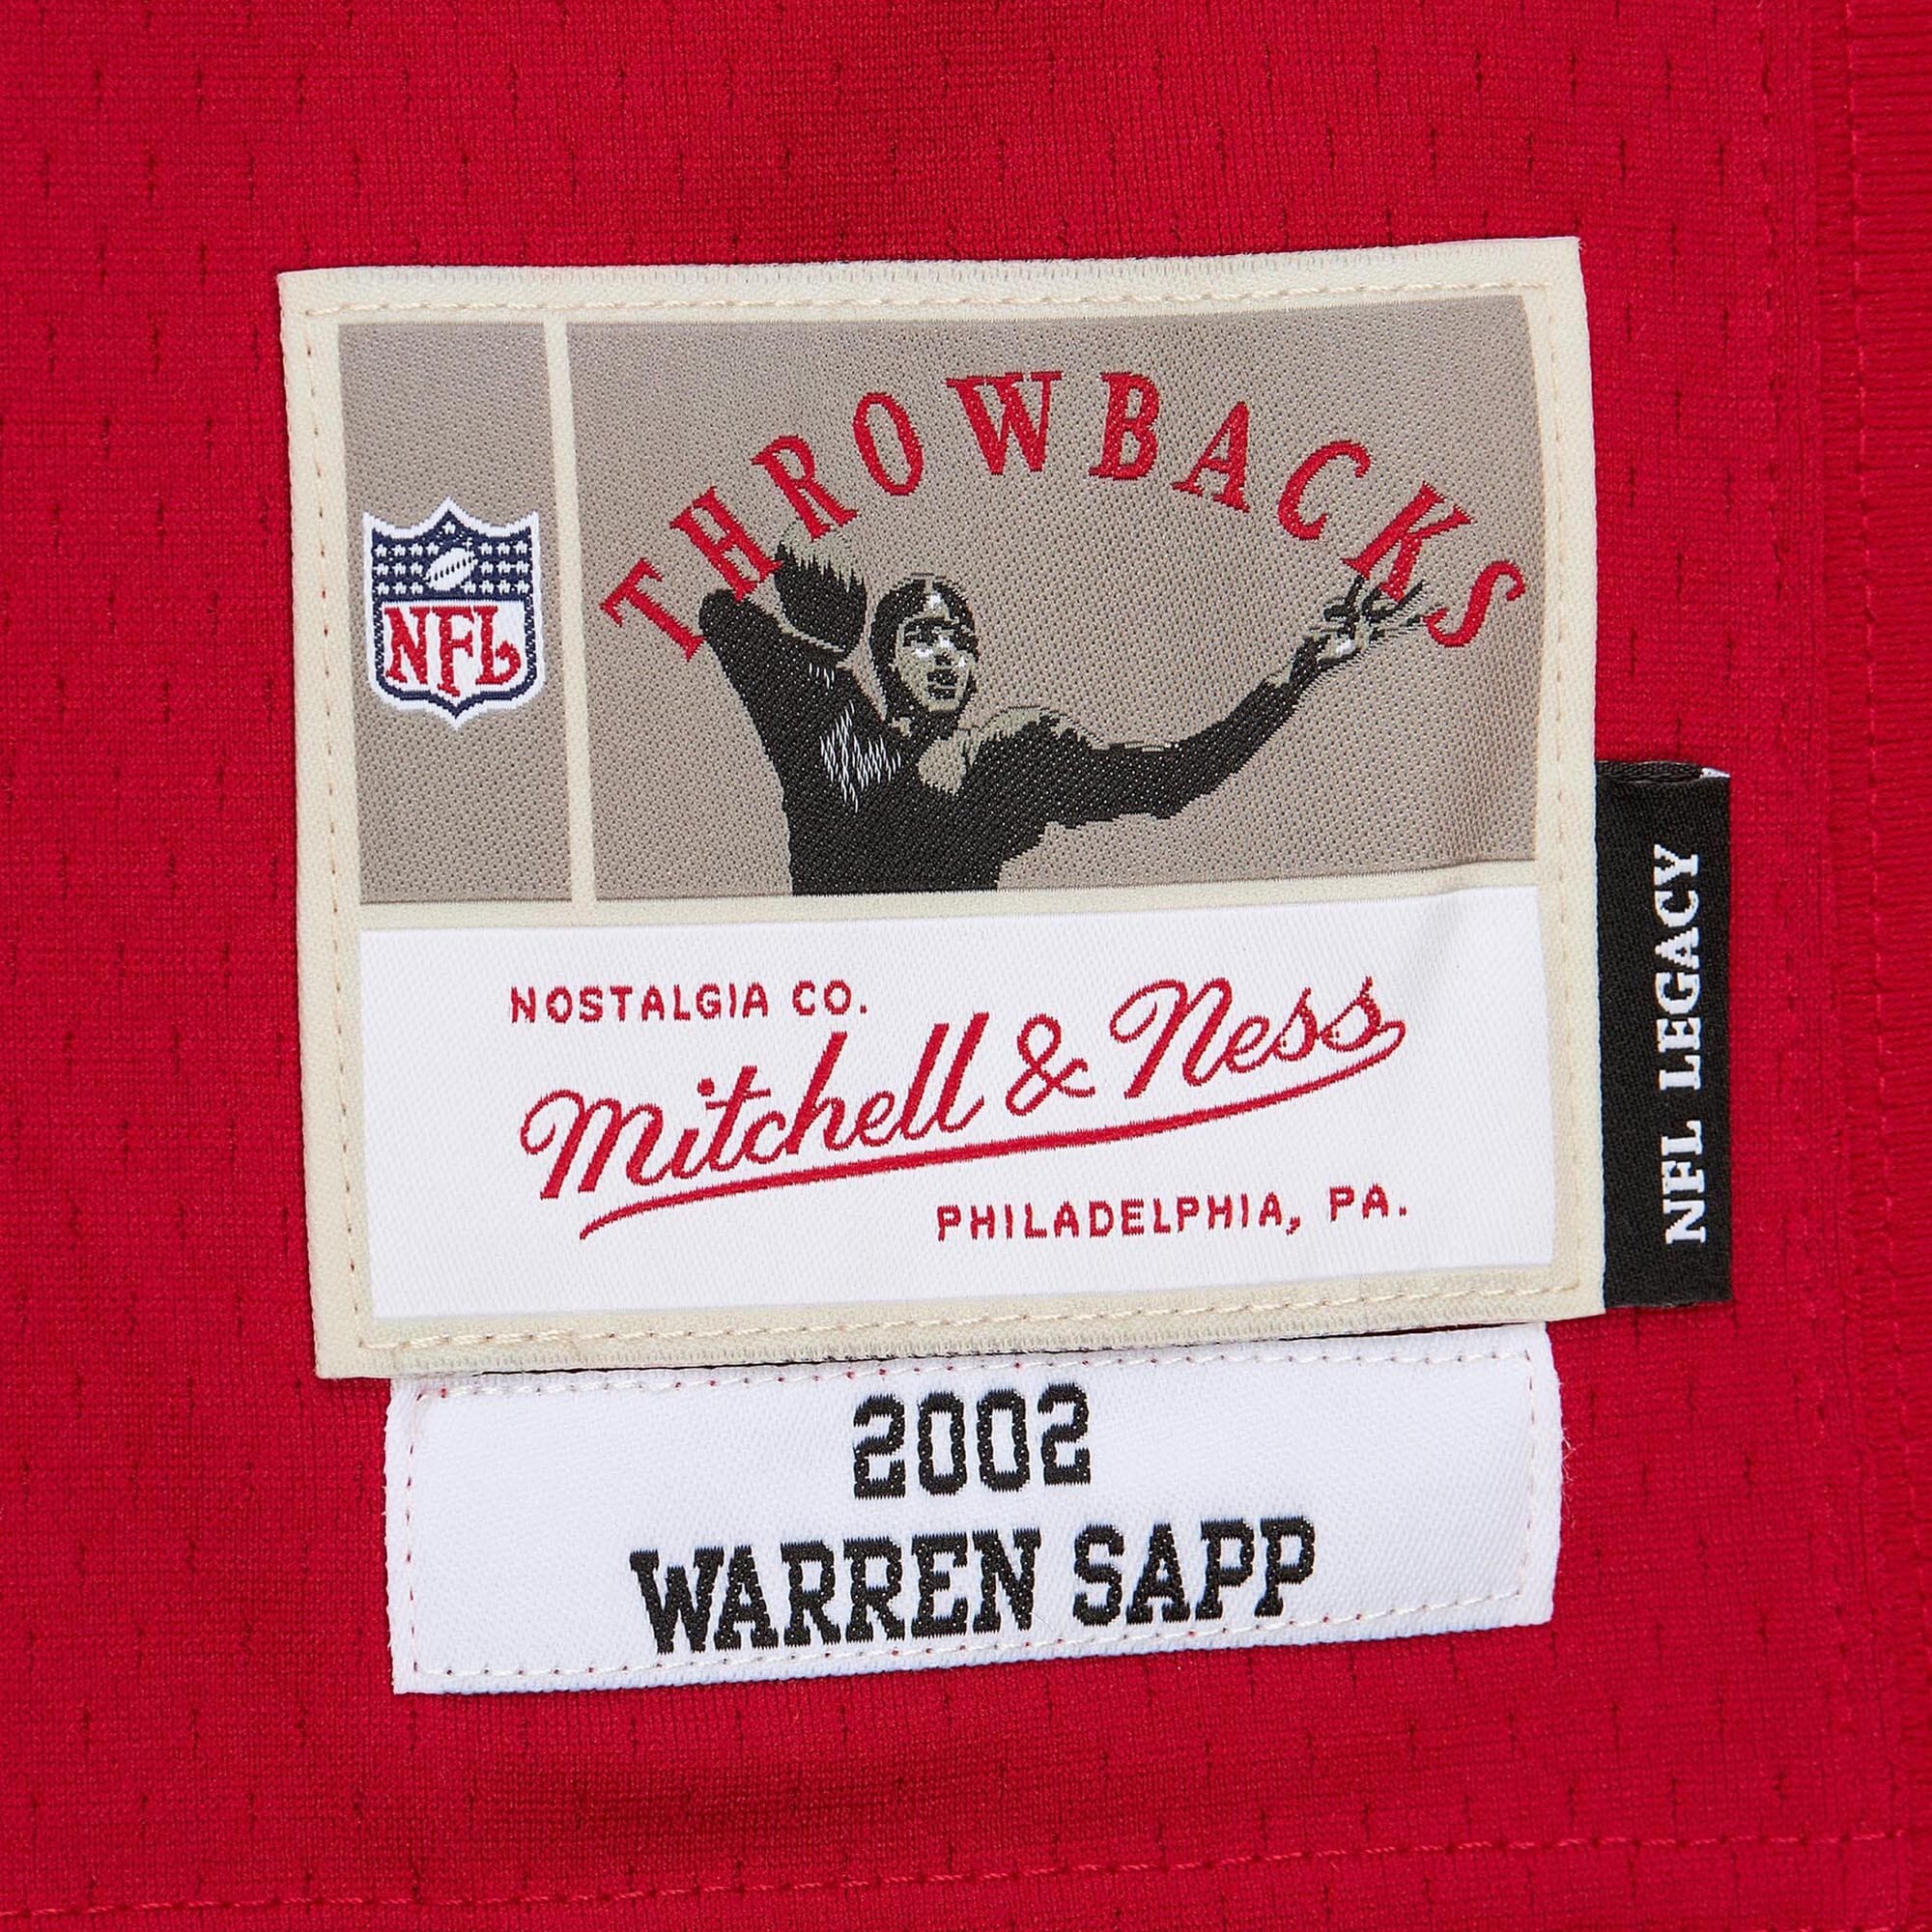 THROWBACKS
NFL
NOSTALGIA CO.
Mitchell & Ness
PHILADELPHIA, PA.
NFL LEGACY
2002
WARREN SAPP